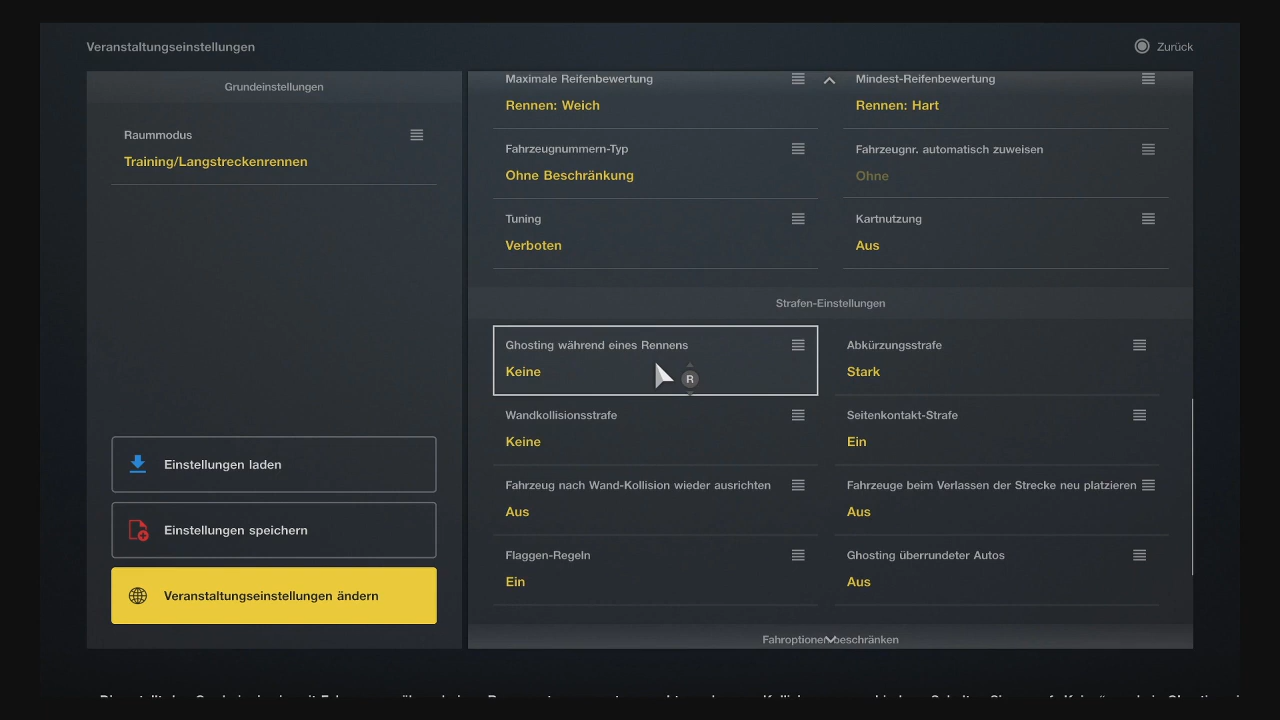 Veranstaltungseinstellungen
Zurück
Grundeinstellungen
Raummodus
Training/Langstreckenrennen
Einstellungen laden
Einstellungen speichern
Veranstaltungseinstellungen ändern
Maximale Reifenbewertung
Rennen: Weich
Mindest-Reifenbewertung
Rennen: Hart
Fahrzeugnummern-Typ
Ohne Beschränkung
Fahrzeugnr. automatisch zuweisen
Ohne
Tuning
Verboten
Kartnutzung
Aus
Strafen-Einstellungen
Ghosting während eines Rennens
Keine
R
Abkürzungsstrafe
Stark
Wandkollisionsstrafe
Keine
Seitenkontakt-Strafe
Ein
Fahrzeug nach Wand-Kollision wieder ausrichten
Aus
Fahrzeuge beim Verlassen der Strecke neu platzieren
Aus
Flaggen-Regeln
Ein
Ghosting überrundeter Autos
Aus
Fahroptionen beschränken